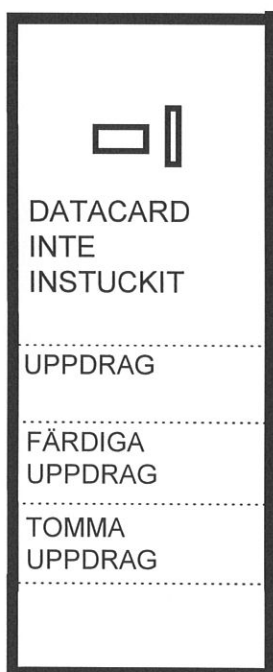 DATACARD
INTE
INSTUCKIT
UPPDRAG
FÄRDIGA
UPPDRAG
TOMMA
UPPDRAG